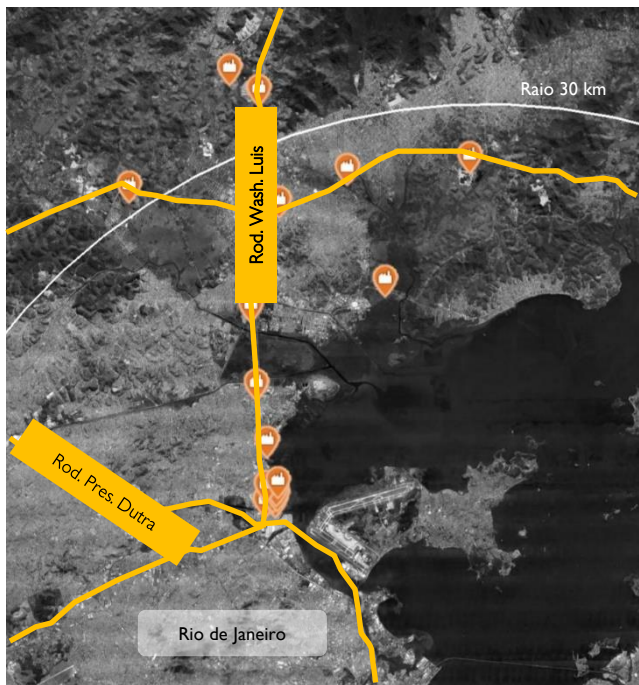 Raio 30 km
Rod. Wash. Luis
Rod. Pres. Dutra
Rio de Janeiro